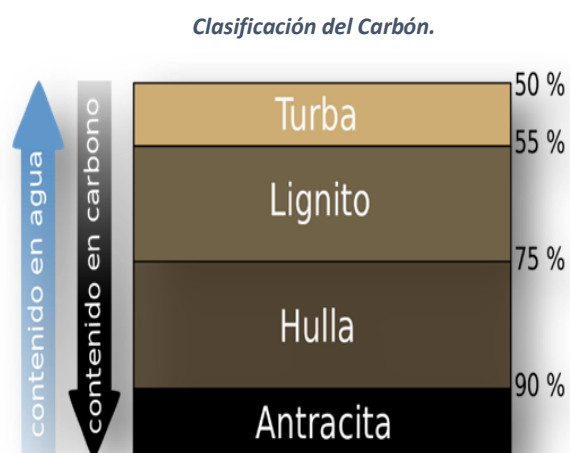 Clasificación del Carbón.
contenido en agua
contenido en carbono
Turba
Lignito
Hulla
Antracita
50 %
55 %
75 %
90 %